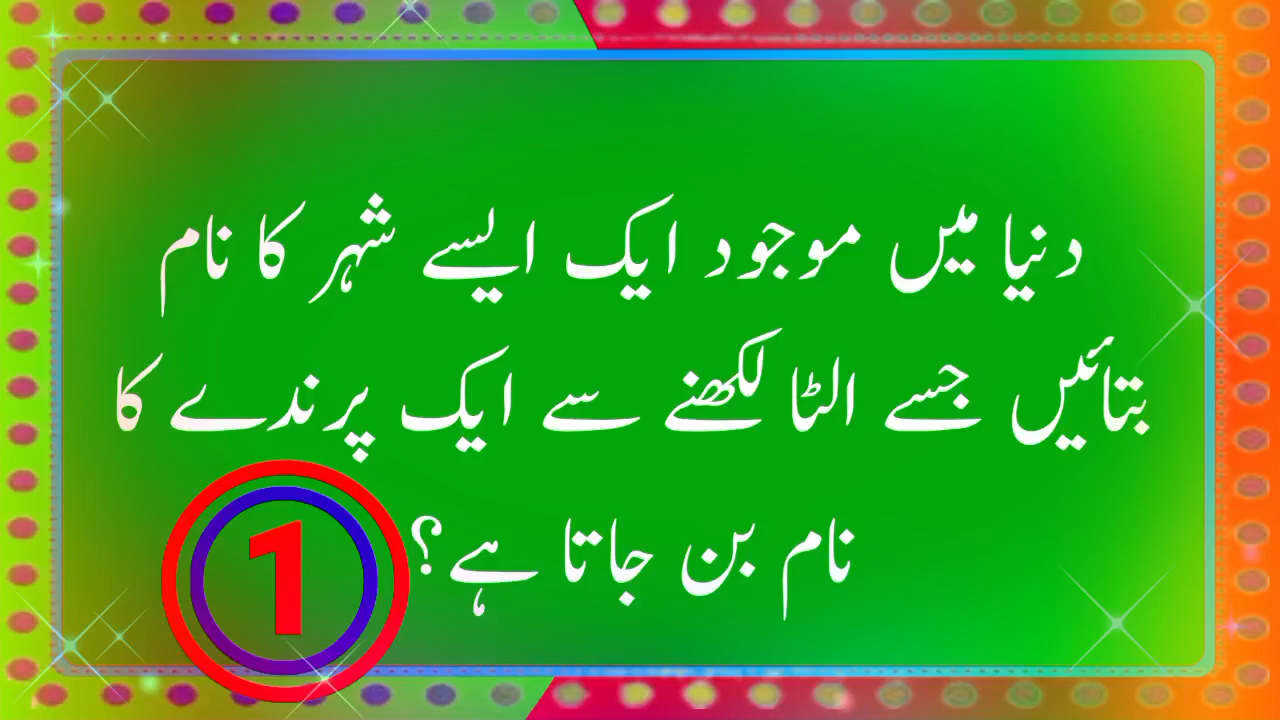 دنیا میں موجود ایک ایسے شہر کا نام
بتائیں جسے الٹا لکھنے سے ایک پرندے کا
نام بن جاتا ہے؟
1